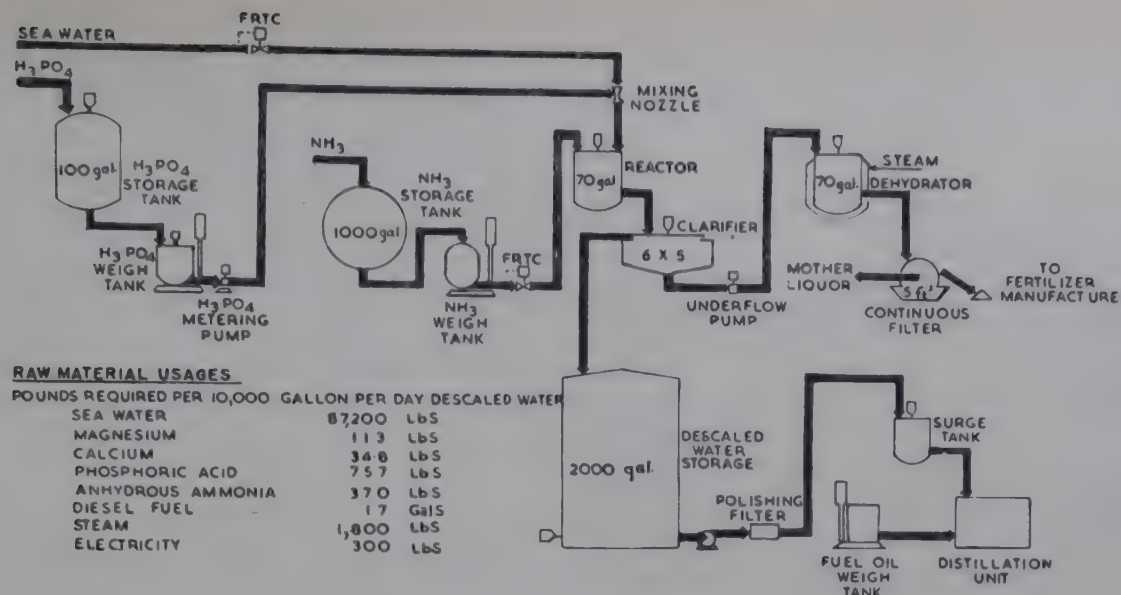 FRTC
SEA WATER
H3PO4
MIXING
NOZZLE
100 gal.
H3PO4
STORAGE
TANK
NH3
1000 gal
NH3
STORAGE
TANK
70 gal
REACTOR
70 gal.
STEAM
DEHYDRATOR
CLARIFIER
6 X 5
H3PO4
WEIGH
TANK
H3PO4
METERING
PUMP
FRTC
NH3
WEIGH
TANK
UNDERFLOW
PUMP
MOTHER
LIQUOR
5 ft²
CONTINUOUS
FILTER
TO
FERTILIZER
MANUFACTURE
RAW MATERIAL USAGES
POUNDS REQUIRED PER 10,000 GALLON PER DAY DESCALED WATER
SEA WATER 87,200 LbS
MAGNESIUM 113 LbS
CALCIUM 34.8 LbS
PHOSPHORIC ACID 757 LbS
ANHYDROUS AMMONIA 370 LbS
DIESEL FUEL 17 GalS
STEAM 1,800 LbS
ELECTRICITY 300 LbS
2000 gal.
DESCALED
WATER
STORAGE
POLISHING
FILTER
SURGE
TANK
FUEL OIL
WEIGH
TANK
DISTILLATION
UNIT